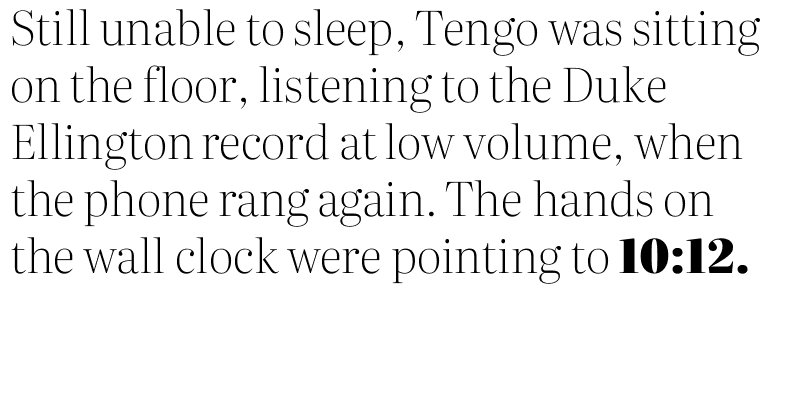 Still unable to sleep, Tengo was sitting
on the floor, listening to the Duke
Ellington record at low volume, when
the phone rang again. The hands on
the wall clock were pointing to 10:12.